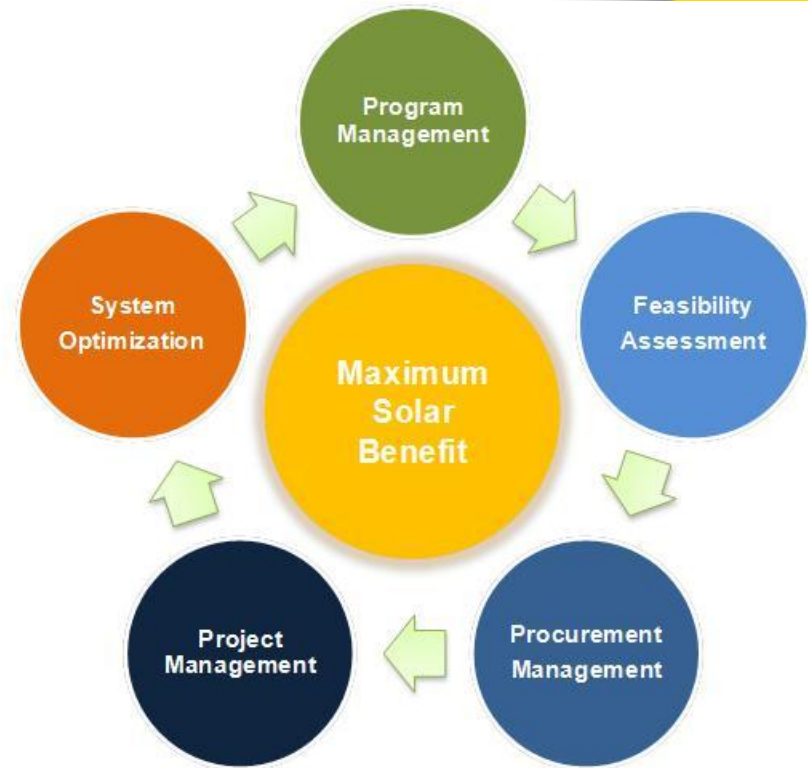 Program
Management
Feasibility
Assessment
Procurement
Management
Project
Management
System
Optimization
Maximum
Solar
Benefit